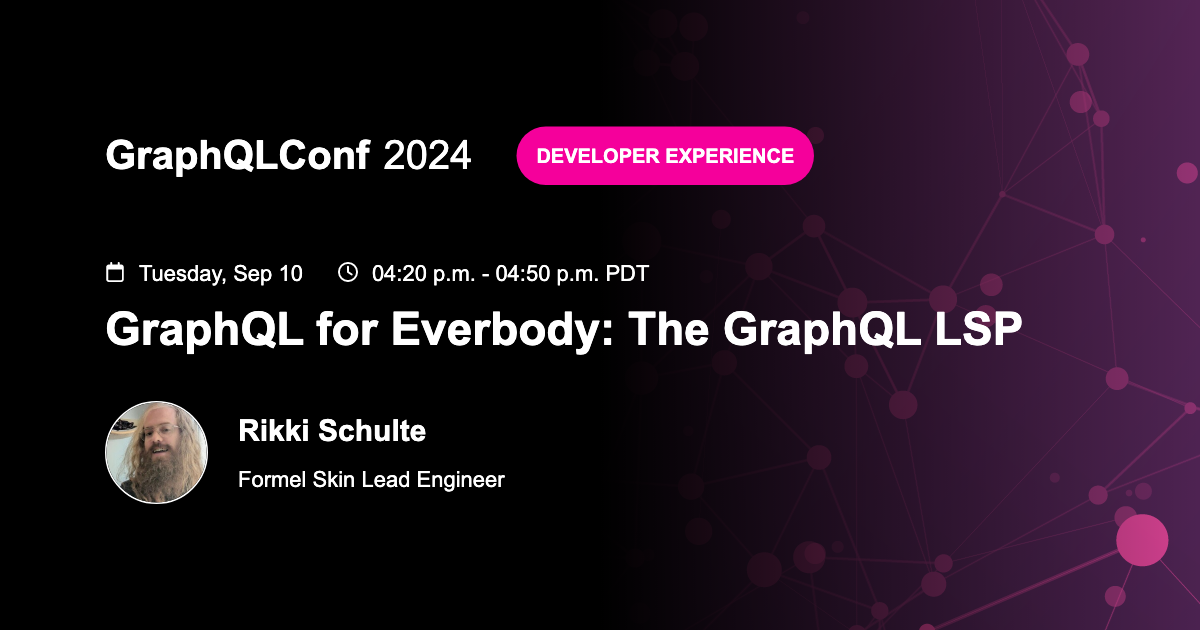 GraphQLConf 2024
DEVELOPER EXPERIENCE
Tuesday, Sep 10 04:20 p.m. - 04:50 p.m. PDT
GraphQL for Everbody: The GraphQL LSP
Rikki Schulte
Formel Skin Lead Engineer